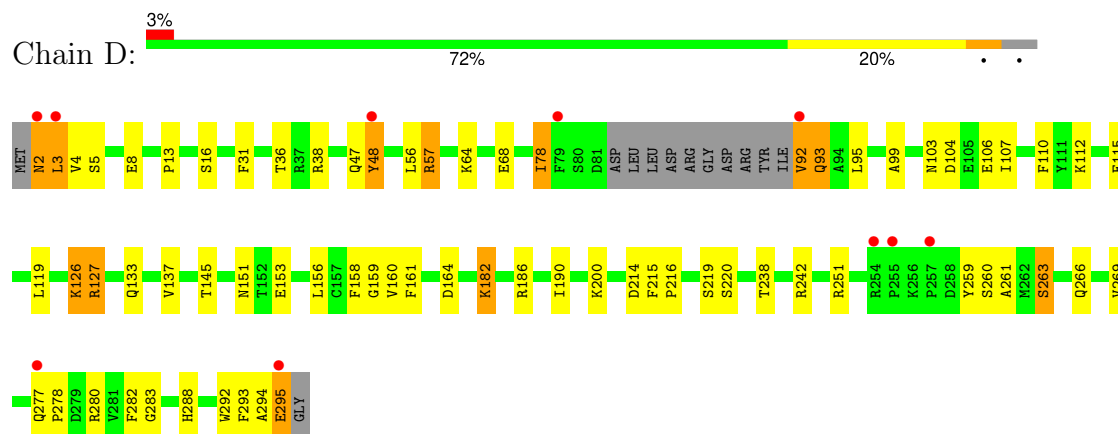 3%
Chain D:
72% 20% • •
MET N2 L3 V4 S5 E8 P13 S16 F31 T36 R37 R38 Q47 Y48 L56 R57 K64 E68 I78 F79 S80 D81 ASP LEU LEU ASP ARG GLY ASP ARG TYR ILE V92 Q93 A94 L95 A99 N103 D104 E105 E106 I107 F110 Y111 K112
L119 K126 R127 Q133 V137 T145 N151 T152 E153 L156 C157 F158 G159 V160 F161 D164 K182 R186 I190 K200 D214 F215 P216 S219 S220 T238 R242 R251 R254 P255 K256 P257 D258 Y259 S260 A261 M262 S263 Q266
Q277 P278 D279 R280 V281 F282 G283 H288 W292 F293 A294 E295 GLY